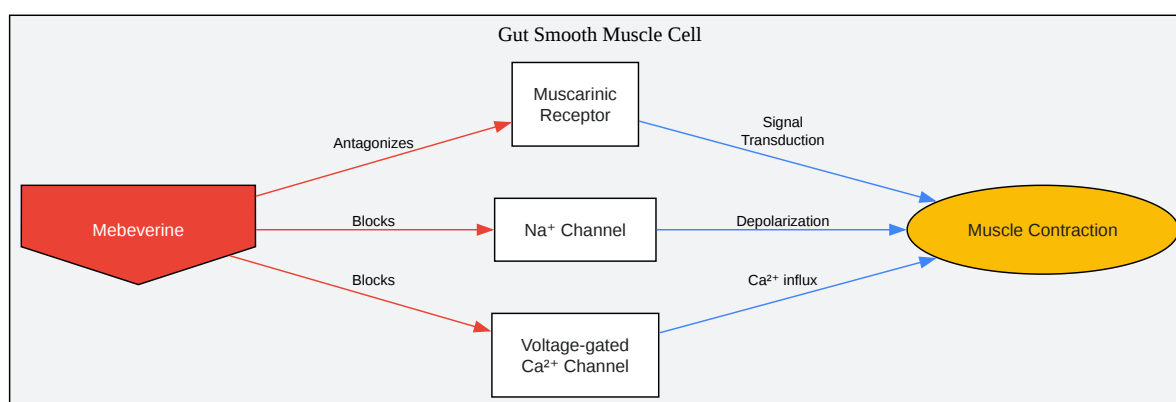 Gut Smooth Muscle Cell
Muscarinic
Receptor
Signal
Transduction
Antagonizes
Mebeverine
Blocks
Na⁺ Channel
Depolarization
Muscle Contraction
Blocks
Ca²⁺ influx
Voltage-gated
Ca²⁺ Channel